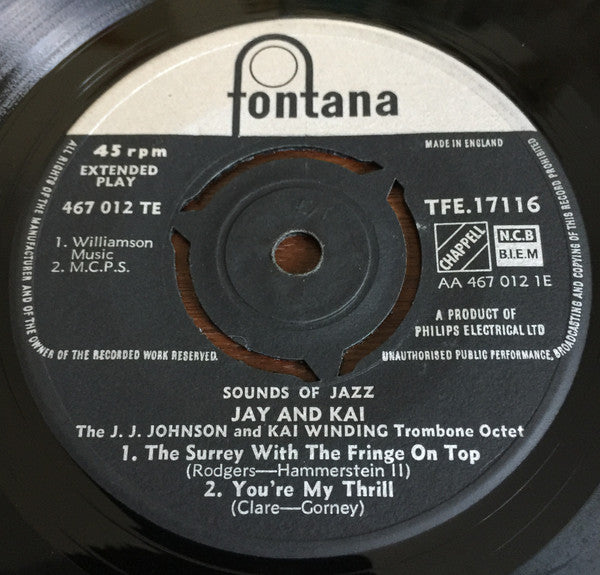 fontana
45 rpm
EXTENDED
PLAY
467 012 TE
1. Williamson
Music
2. M.C.P.S.
MADE IN ENGLAND
TFE.17116
CHAPPELL
N.C.B
B.I.E.M
AA 467 012 1E
A PRODUCT OF
PHILIPS ELECTRICAL LTD
ALL RIGHTS OF THE MANUFACTURER AND OF THE OWNER OF THE RECORDED WORK RESERVED.
UNAUTHORISED PUBLIC PERFORMANCE, BROADCASTING AND COPYING OF THIS RECORD PROHIBITED
SOUNDS OF JAZZ
JAY AND KAI
The J. J. JOHNSON and KAI WINDING Trombone Octet
1. The Surrey With The Fringe On Top
(Rodgers—Hammerstein II)
2. You're My Thrill
(Clare—Gorney)